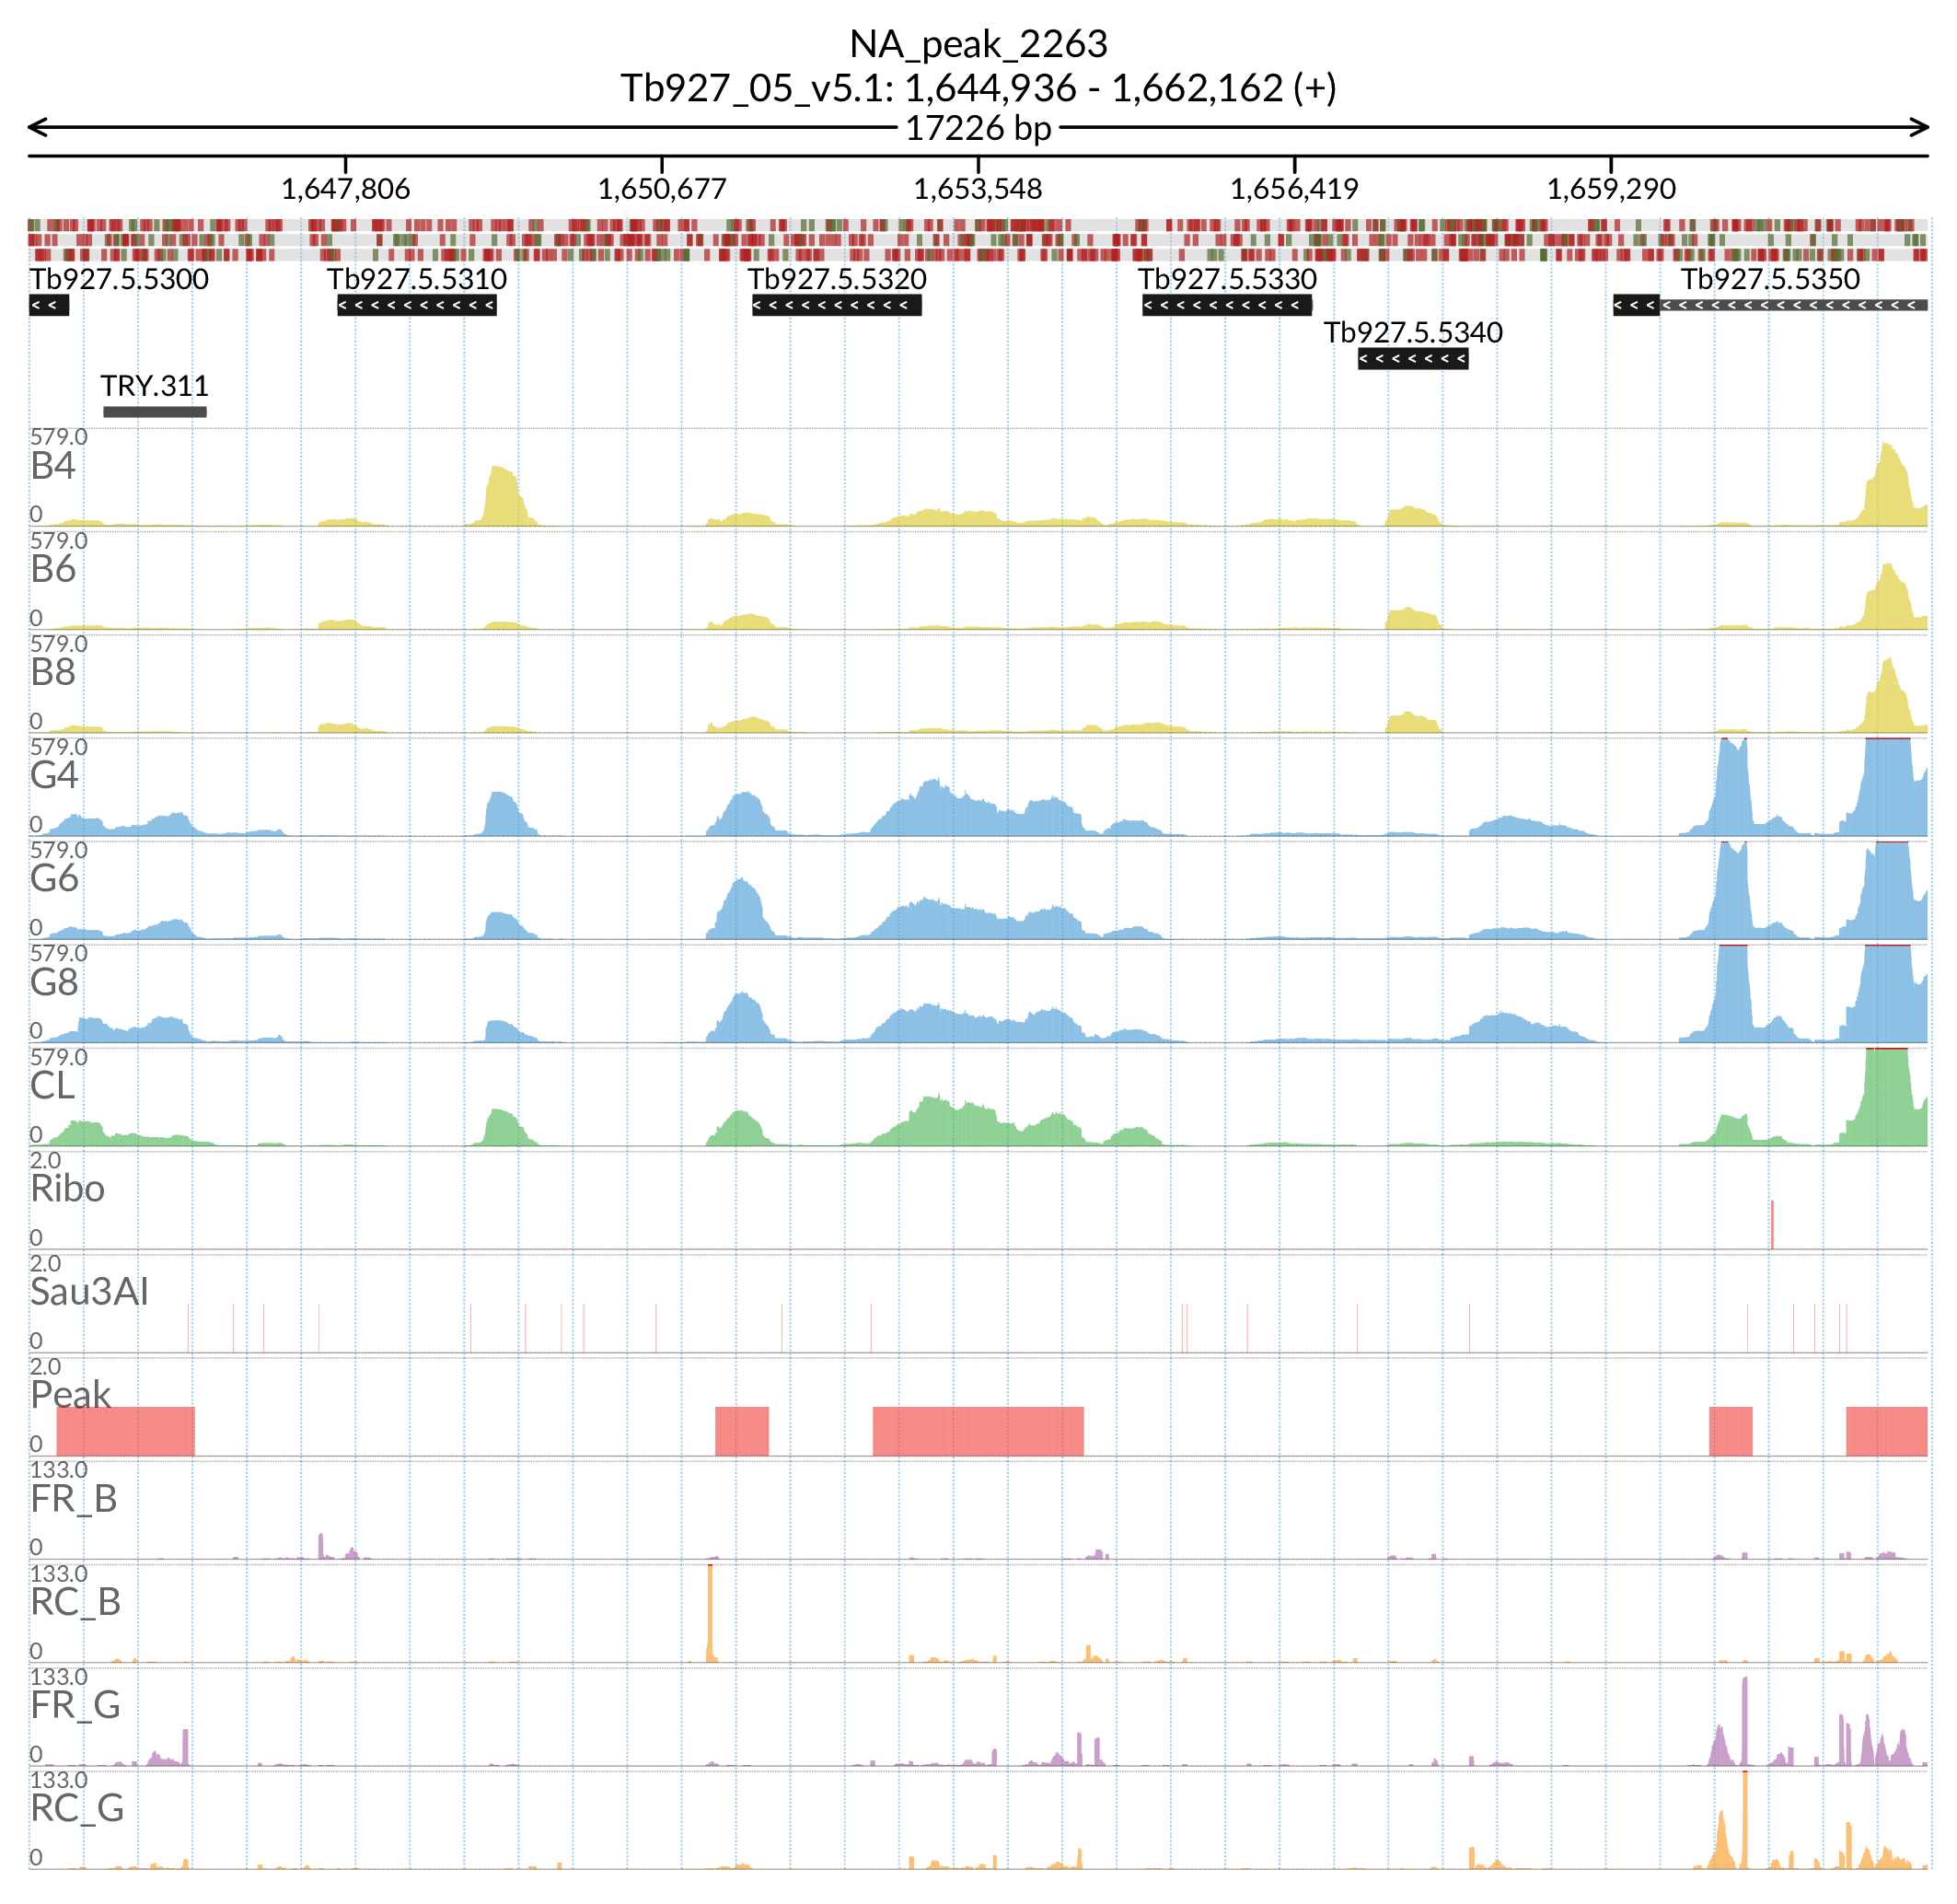 NA_peak_2263
Tb927_05_v5.1: 1,644,936 - 1,662,162 (+)
17226 bp
1,647,806 1,650,677 1,653,548 1,656,419 1,659,290
Tb927.5.5300 Tb927.5.5310 Tb927.5.5320 Tb927.5.5330 Tb927.5.5350
Tb927.5.5340
TRY.311
579.0
B4
0
579.0
B6
0
579.0
B8
0
579.0
G4
0
579.0
G6
0
579.0
G8
0
579.0
CL
0
2.0
Ribo
0
2.0
Sau3AI
0
2.0
Peak
0
133.0
FR_B
0
133.0
RC_B
0
133.0
FR_G
0
133.0
RC_G
0